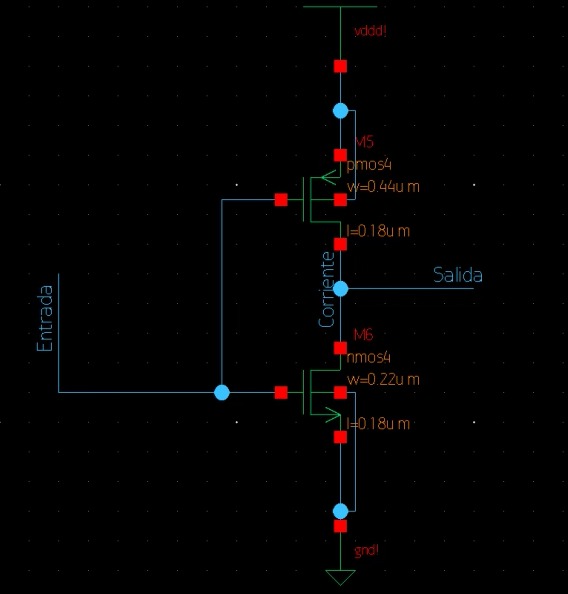 vddd!
M5
pmos4
w=0.44u m
l=0.18u m
Corriente
Salida
Entrada
M6
nmos4
w=0.22u m
l=0.18u m
gnd!